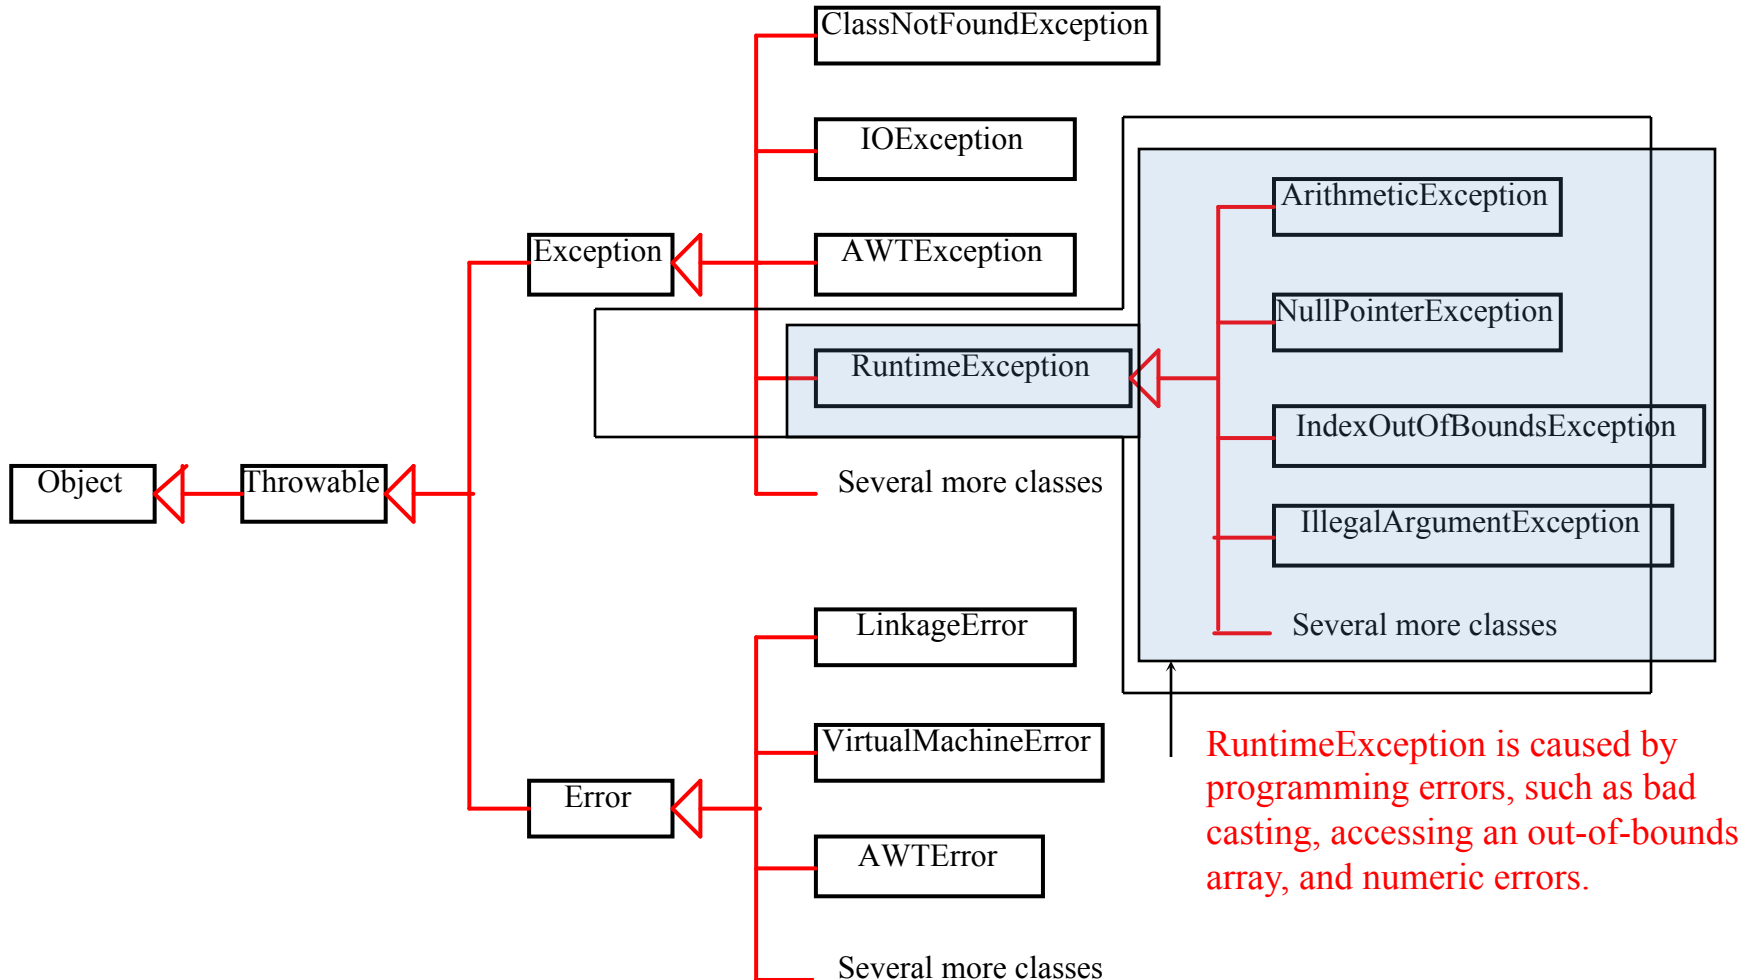 ClassNotFoundException
IOException
ArithmeticException
Exception
AWTException
NullPointerException
RuntimeException
IndexOutOfBoundsException
Object
Throwable
Several more classes
IllegalArgumentException
LinkageError
Several more classes
VirtualMachineError
RuntimeException is caused by
programming errors, such as bad
casting, accessing an out-of-bounds
array, and numeric errors.
Error
AWTError
Several more classes